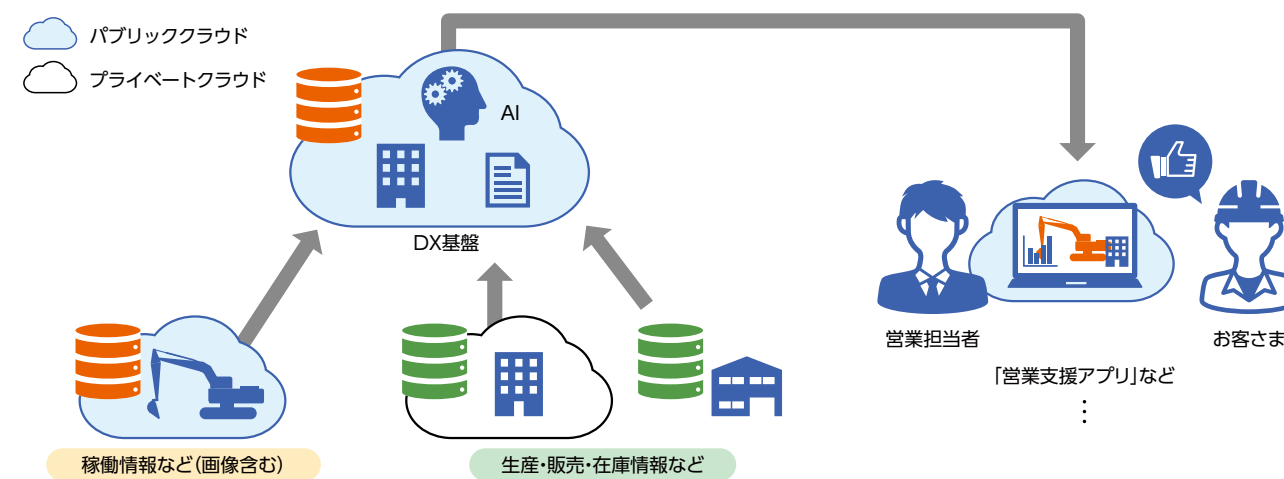 パブリッククラウド
プライベートクラウド
AI
DX基盤
営業担当者
お客さま
「営業支援アプリ」など
⋮
稼働情報など(画像含む)
生産・販売・在庫情報など